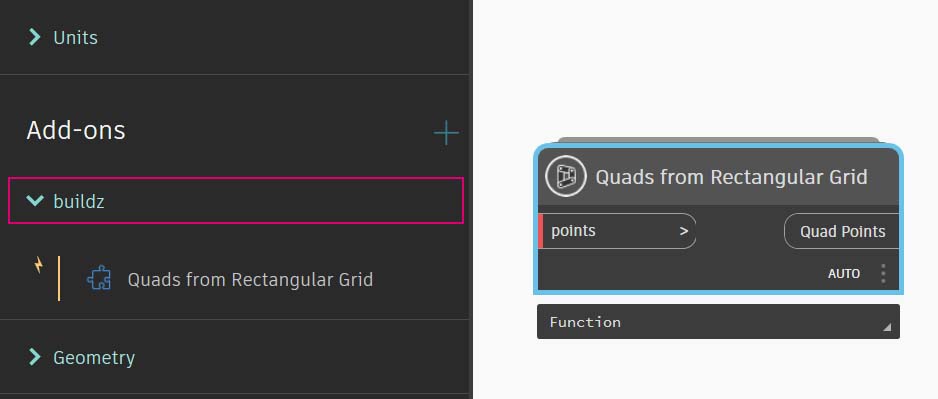 Units
Add-ons
buildz
Quads from Rectangular Grid
Geometry
Quads from Rectangular Grid
points >
Quad Points
AUTO
Function